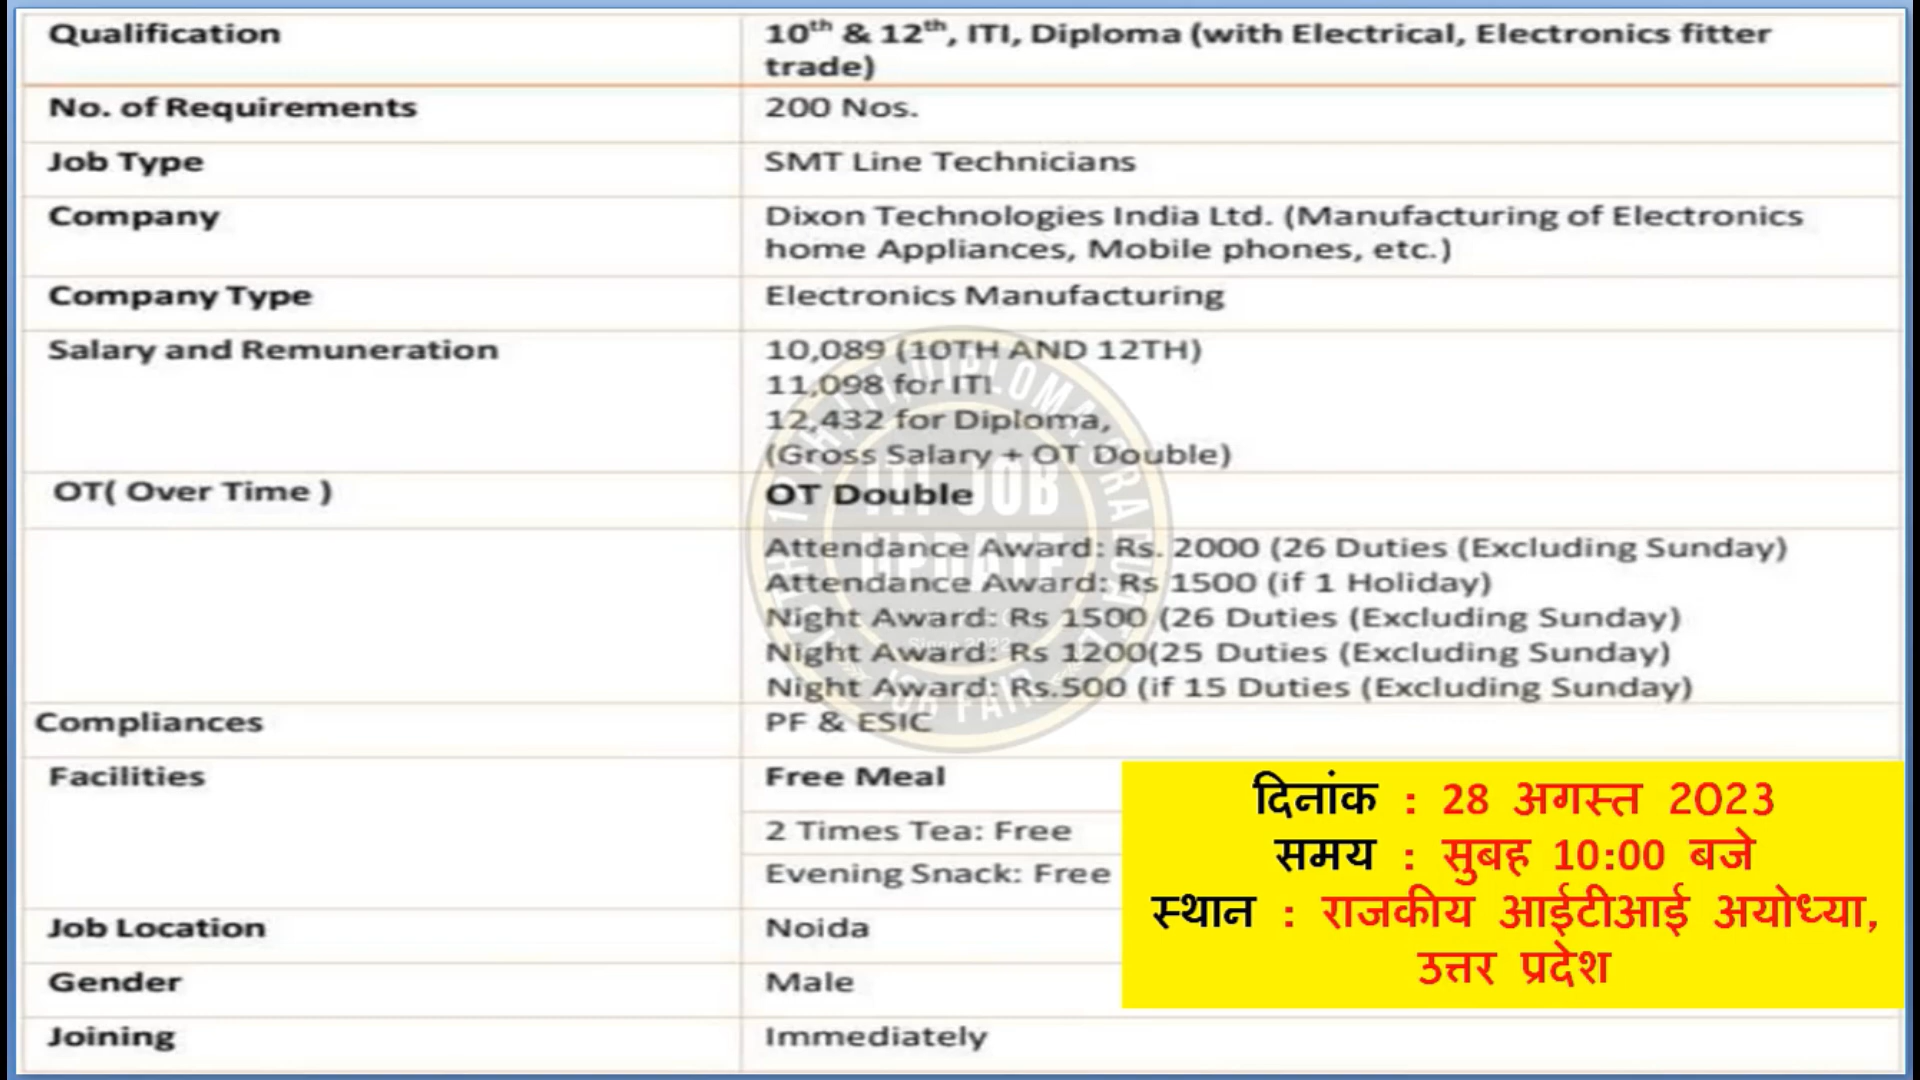 Qualification
10th & 12th, ITI, Diploma (with Electrical, Electronics fitter
trade)
No. of Requirements
200 Nos.
Job Type
SMT Line Technicians
Company
Dixon Technologies India Ltd. (Manufacturing of Electronics
home Appliances, Mobile phones, etc.)
Company Type
Electronics Manufacturing
Salary and Remuneration
10,089 (10TH AND 12TH)
11,098 for ITI
12,432 for Diploma,
(Gross Salary + OT Double)
OT( Over Time )
OT Double
Attendance Award: Rs. 2000 (26 Duties (Excluding Sunday)
Attendance Award: Rs 1500 (if 1 Holiday)
Night Award: Rs 1500 (26 Duties (Excluding Sunday)
Night Award: Rs 1200(25 Duties (Excluding Sunday)
Night Award: Rs.500 (if 15 Duties (Excluding Sunday)
Compliances
PF & ESIC
Facilities
Free Meal
2 Times Tea: Free
Evening Snack: Free
Job Location
Noida
Gender
Male
Joining
Immediately
दिनांक : 28 अगस्त 2023
समय : सुबह 10:00 बजे
स्थान : राजकीय आईटीआई अयोध्या,
उत्तर प्रदेश
ITI JOB
UPDATE
Since 2022
JOB FAIR